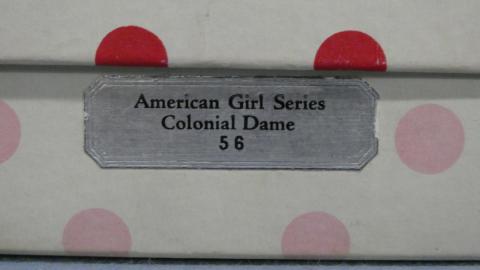 American Girl Series
Colonial Dame
56